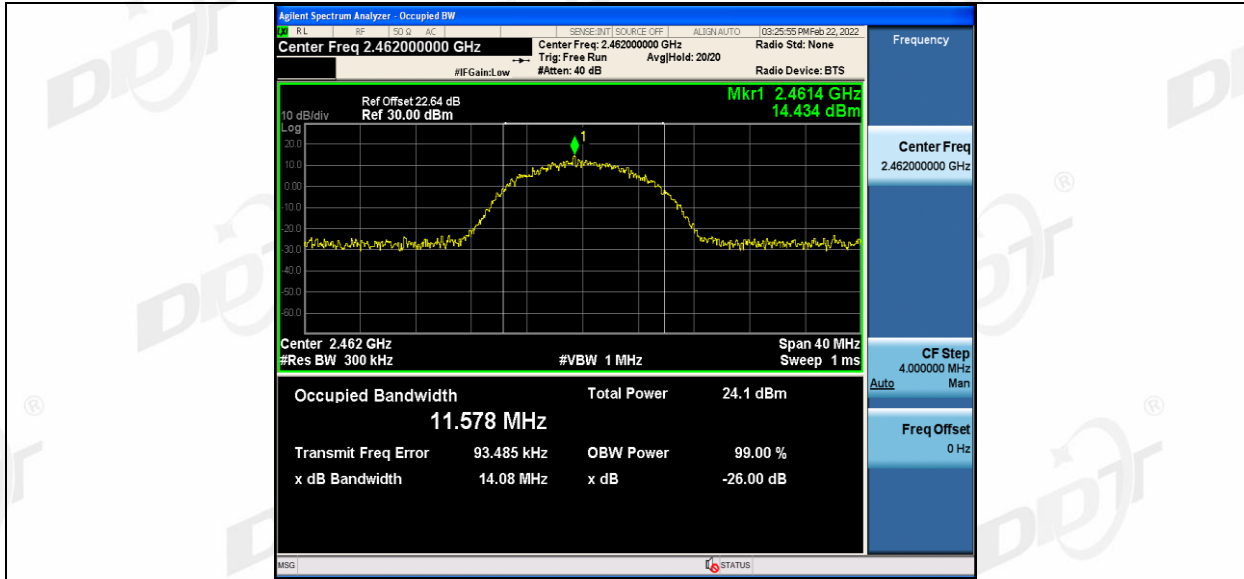 Agilent Spectrum Analyzer - Occupied BW
RL RF 50 Ω AC SENSE:INT SOURCE OFF ALIGN AUTO 03:25:55 PM Feb 22, 2022
Center Freq 2.462000000 GHz Center Freq: 2.462000000 GHz Radio Std: None Frequency
Trig: Free Run Avg|Hold: 20/20
#IFGain:Low #Atten: 40 dB Radio Device: BTS
Mkr1 2.4614 GHz
14.434 dBm
Ref Offset 22.64 dB
10 dB/div Ref 30.00 dBm
Log
20.0
10.0
0.00
-10.0
-20.0
-30.0
-40.0
-50.0
-60.0
1
Center 2.462 GHz Span 40 MHz
#Res BW 300 kHz #VBW 1 MHz Sweep 1 ms
Center Freq
2.462000000 GHz
CF Step
4.000000 MHz
Auto Man
Freq Offset
0 Hz
Occupied Bandwidth Total Power 24.1 dBm
11.578 MHz
Transmit Freq Error 93.485 kHz OBW Power 99.00 %
x dB Bandwidth 14.08 MHz x dB -26.00 dB
MSG STATUS
DDT
®